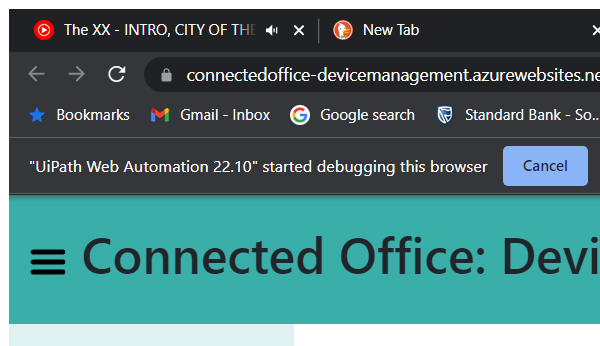 The XX - INTRO, CITY OF THE
New Tab
connectedoffice-devicemanagement.azurewebsites.ne
Bookmarks
Gmail - Inbox
Google search
Standard Bank - So...
"UiPath Web Automation 22.10" started debugging this browser
Cancel
Connected Office: Devi